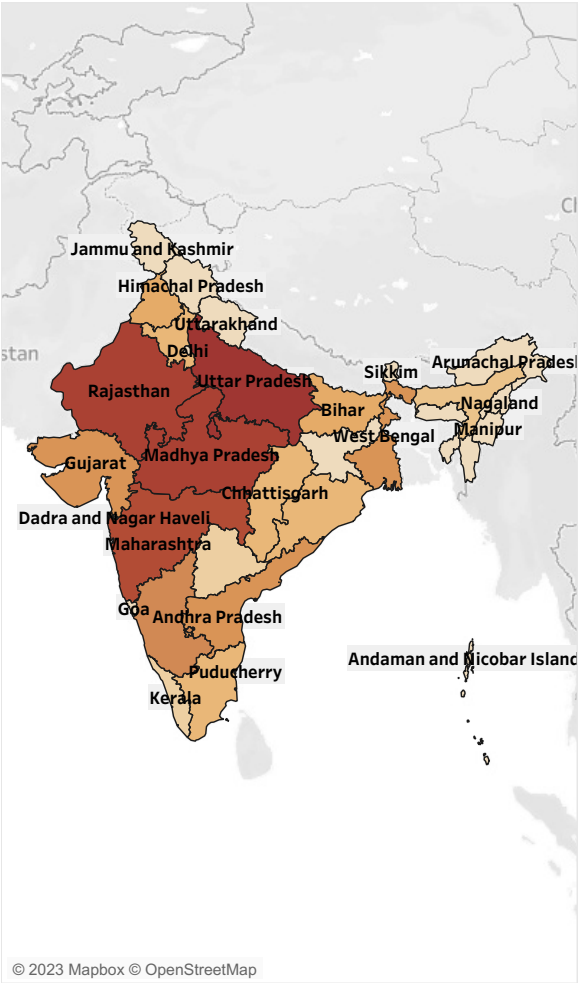 Jammu and Kashmir
Himachal Pradesh
Uttarakhand
stan
Delhi
Arunachal Pradesl
Sikkim
Uttar Pradesh
Rajasthan
Nagaland
Bihar
Manipur
West Bengal
Madhya Pradesh
Gujarat
Chhattisgarh
Dadra and Nagar Haveli
Maharashtra
Goa
Andhra Pradesh
Andaman and Nicobar Island
Puducherry
Kerala
© 2023 Mapbox © OpenStreetMap